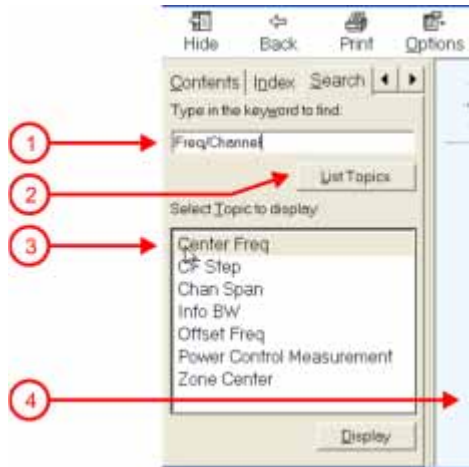 Hide Back Print Options
Contents Index Search
Type in the keyword to find:
1
Freq/Channel
2
List Topics
Select Topic to display
3
Center Freq
CF Step
Chan Span
Info BW
Offset Freq
Power Control Measurement
Zone Center
4
Display